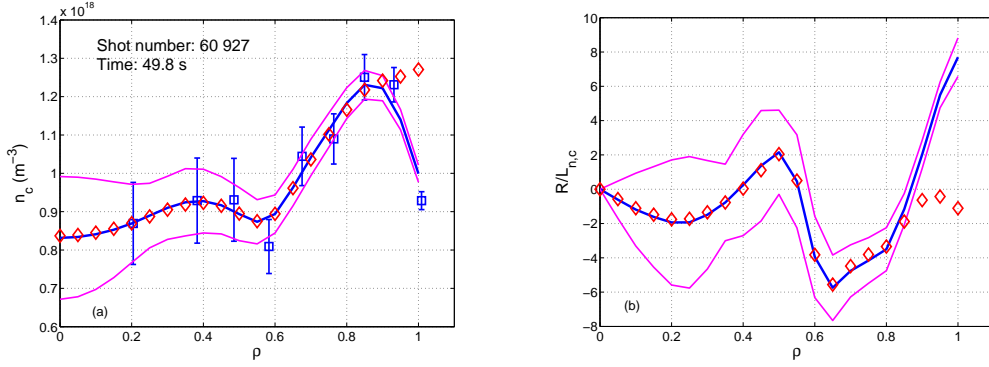 x 10^18
Shot number: 60 927
Time: 49.8 s
n_c (m^−3)
1.4
1.3
1.2
1.1
1
0.9
0.8
0.7
0.6
(a)
0 0.2 0.4 0.6 0.8 1
ρ
R/L_n,c
10
8
6
4
2
0
−2
−4
−6
−8
(b)
0 0.2 0.4 0.6 0.8 1
ρ